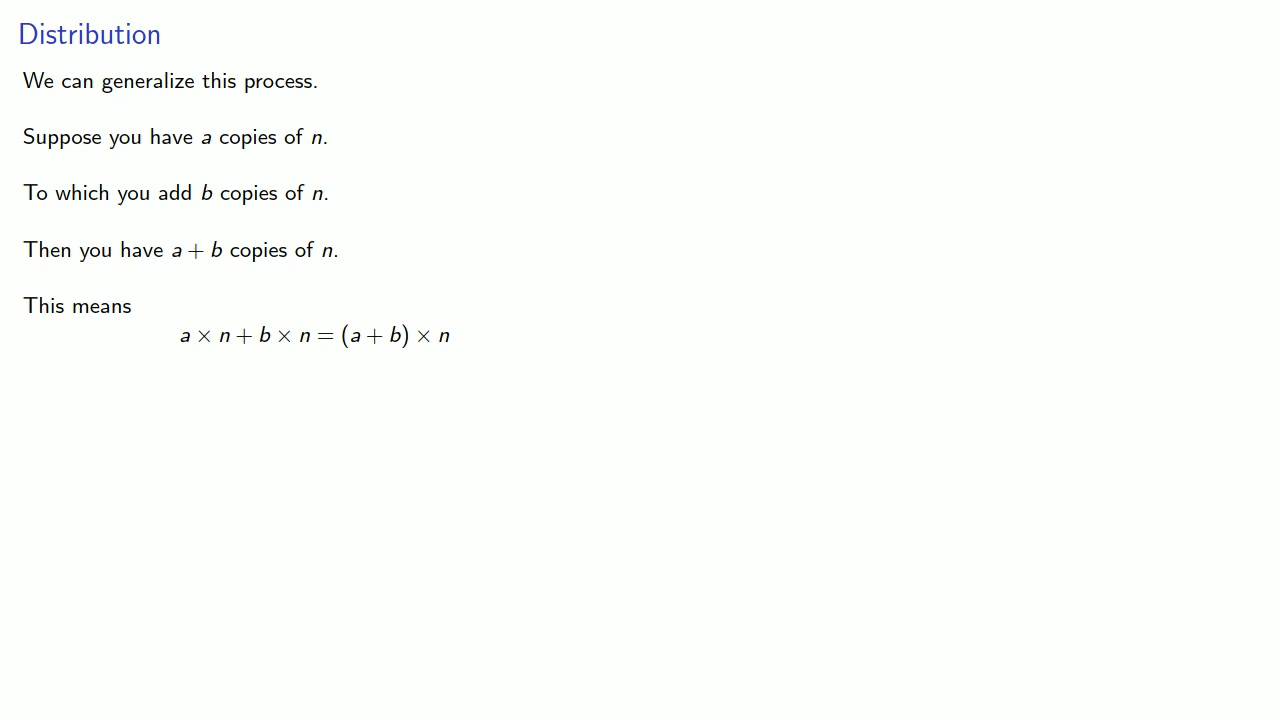 Distribution
We can generalize this process.
Suppose you have a copies of n.
To which you add b copies of n.
Then you have a + b copies of n.
This means
a × n + b × n = (a + b) × n